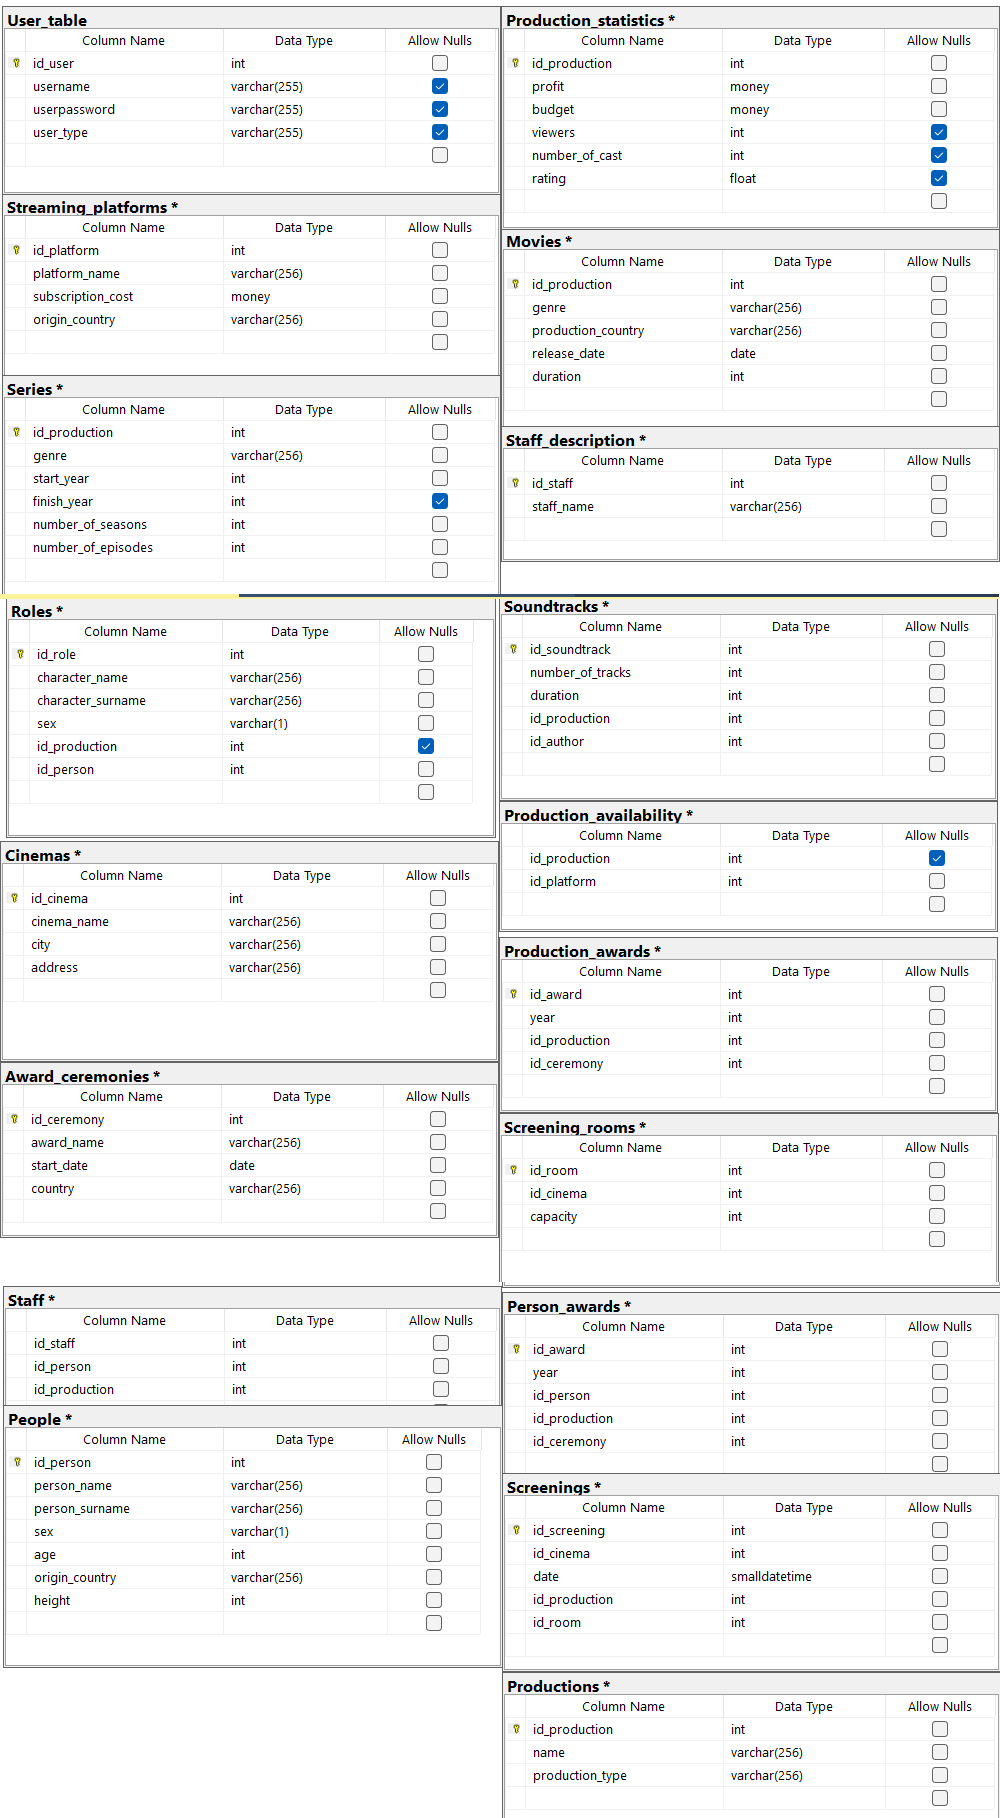 User_table
Column Name Data Type Allow Nulls
id_user int
username varchar(255)
userpassword varchar(255)
user_type varchar(255)
Streaming_platforms *
Column Name Data Type Allow Nulls
id_platform int
platform_name varchar(256)
subscription_cost money
origin_country varchar(256)
Series *
Column Name Data Type Allow Nulls
id_production int
genre varchar(256)
start_year int
finish_year int
number_of_seasons int
number_of_episodes int
Production_statistics *
Column Name Data Type Allow Nulls
id_production int
profit money
budget money
viewers int
number_of_cast int
rating float
Movies *
Column Name Data Type Allow Nulls
id_production int
genre varchar(256)
production_country varchar(256)
release_date date
duration int
Staff_description *
Column Name Data Type Allow Nulls
id_staff int
staff_name varchar(256)
Roles *
Column Name Data Type Allow Nulls
id_role int
character_name varchar(256)
character_surname varchar(256)
sex varchar(1)
id_production int
id_person int
Cinemas *
Column Name Data Type Allow Nulls
id_cinema int
cinema_name varchar(256)
city varchar(256)
address varchar(256)
Award_ceremonies *
Column Name Data Type Allow Nulls
id_ceremony int
award_name varchar(256)
start_date date
country varchar(256)
Soundtracks *
Column Name Data Type Allow Nulls
id_soundtrack int
number_of_tracks int
duration int
id_production int
id_author int
Production_availability *
Column Name Data Type Allow Nulls
id_production int
id_platform int
Production_awards *
Column Name Data Type Allow Nulls
id_award int
year int
id_production int
id_ceremony int
Screening_rooms *
Column Name Data Type Allow Nulls
id_room int
id_cinema int
capacity int
Staff *
Column Name Data Type Allow Nulls
id_staff int
id_person int
id_production int
People *
Column Name Data Type Allow Nulls
id_person int
person_name varchar(256)
person_surname varchar(256)
sex varchar(1)
age int
origin_country varchar(256)
height int
Person_awards *
Column Name Data Type Allow Nulls
id_award int
year int
id_person int
id_production int
id_ceremony int
Screenings *
Column Name Data Type Allow Nulls
id_screening int
id_cinema int
date smalldatetime
id_production int
id_room int
Productions *
Column Name Data Type Allow Nulls
id_production int
name varchar(256)
production_type varchar(256)